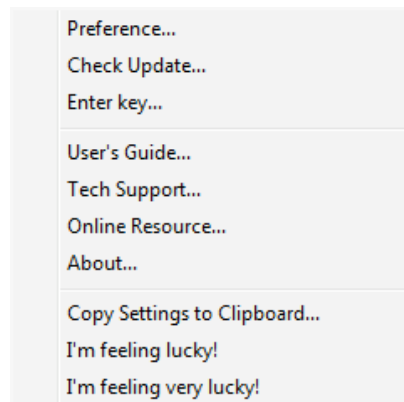 Preference...
Check Update...
Enter key...
User's Guide...
Tech Support...
Online Resource...
About...
Copy Settings to Clipboard...
I'm feeling lucky!
I'm feeling very lucky!